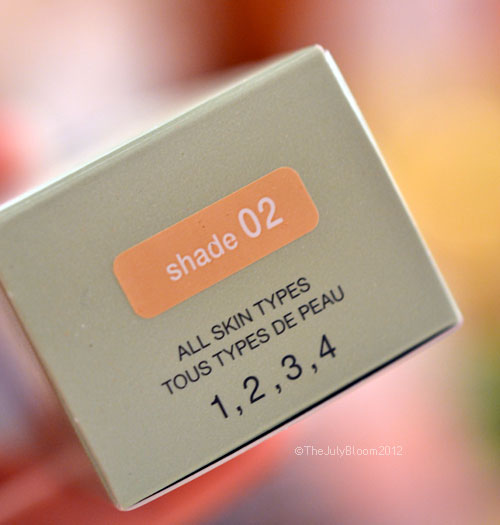 shade 02
ALL SKIN TYPES
TOUS TYPES DE PEAU
1,2,3,4
©TheJulyBloom2012